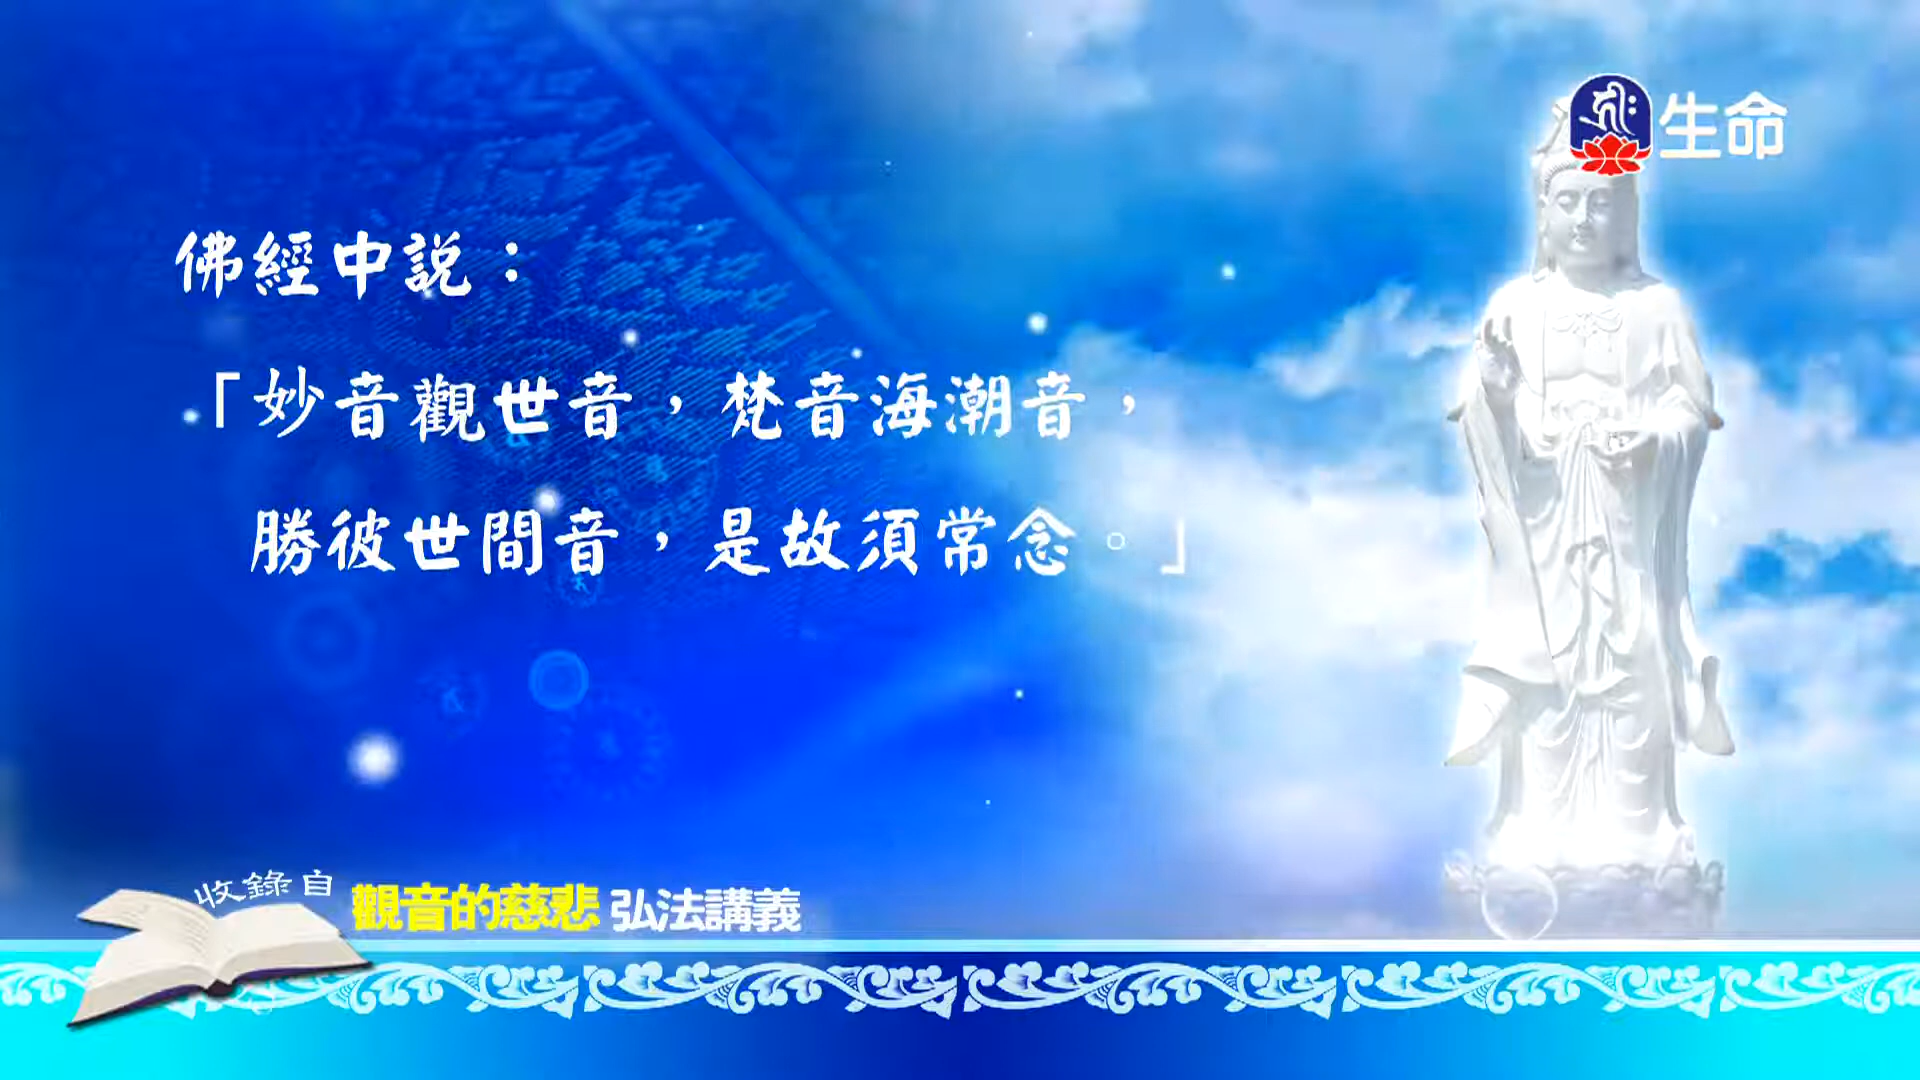 生命
佛經中說：
「妙音觀世音，梵音海潮音，
勝彼世間音，是故須常念。」
收錄自 觀音的慈悲 弘法講義